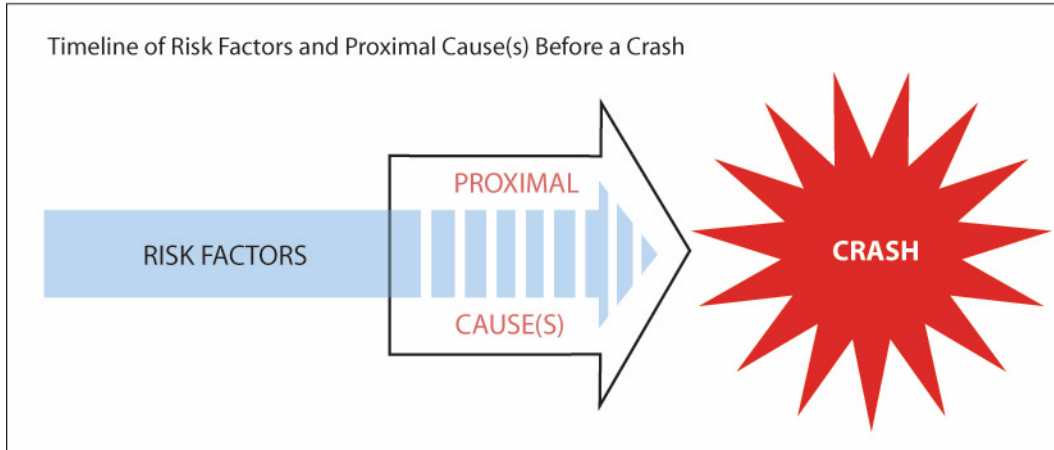 Timeline of Risk Factors and Proximal Cause(s) Before a Crash
PROXIMAL
RISK FACTORS
CRASH
CAUSE(S)